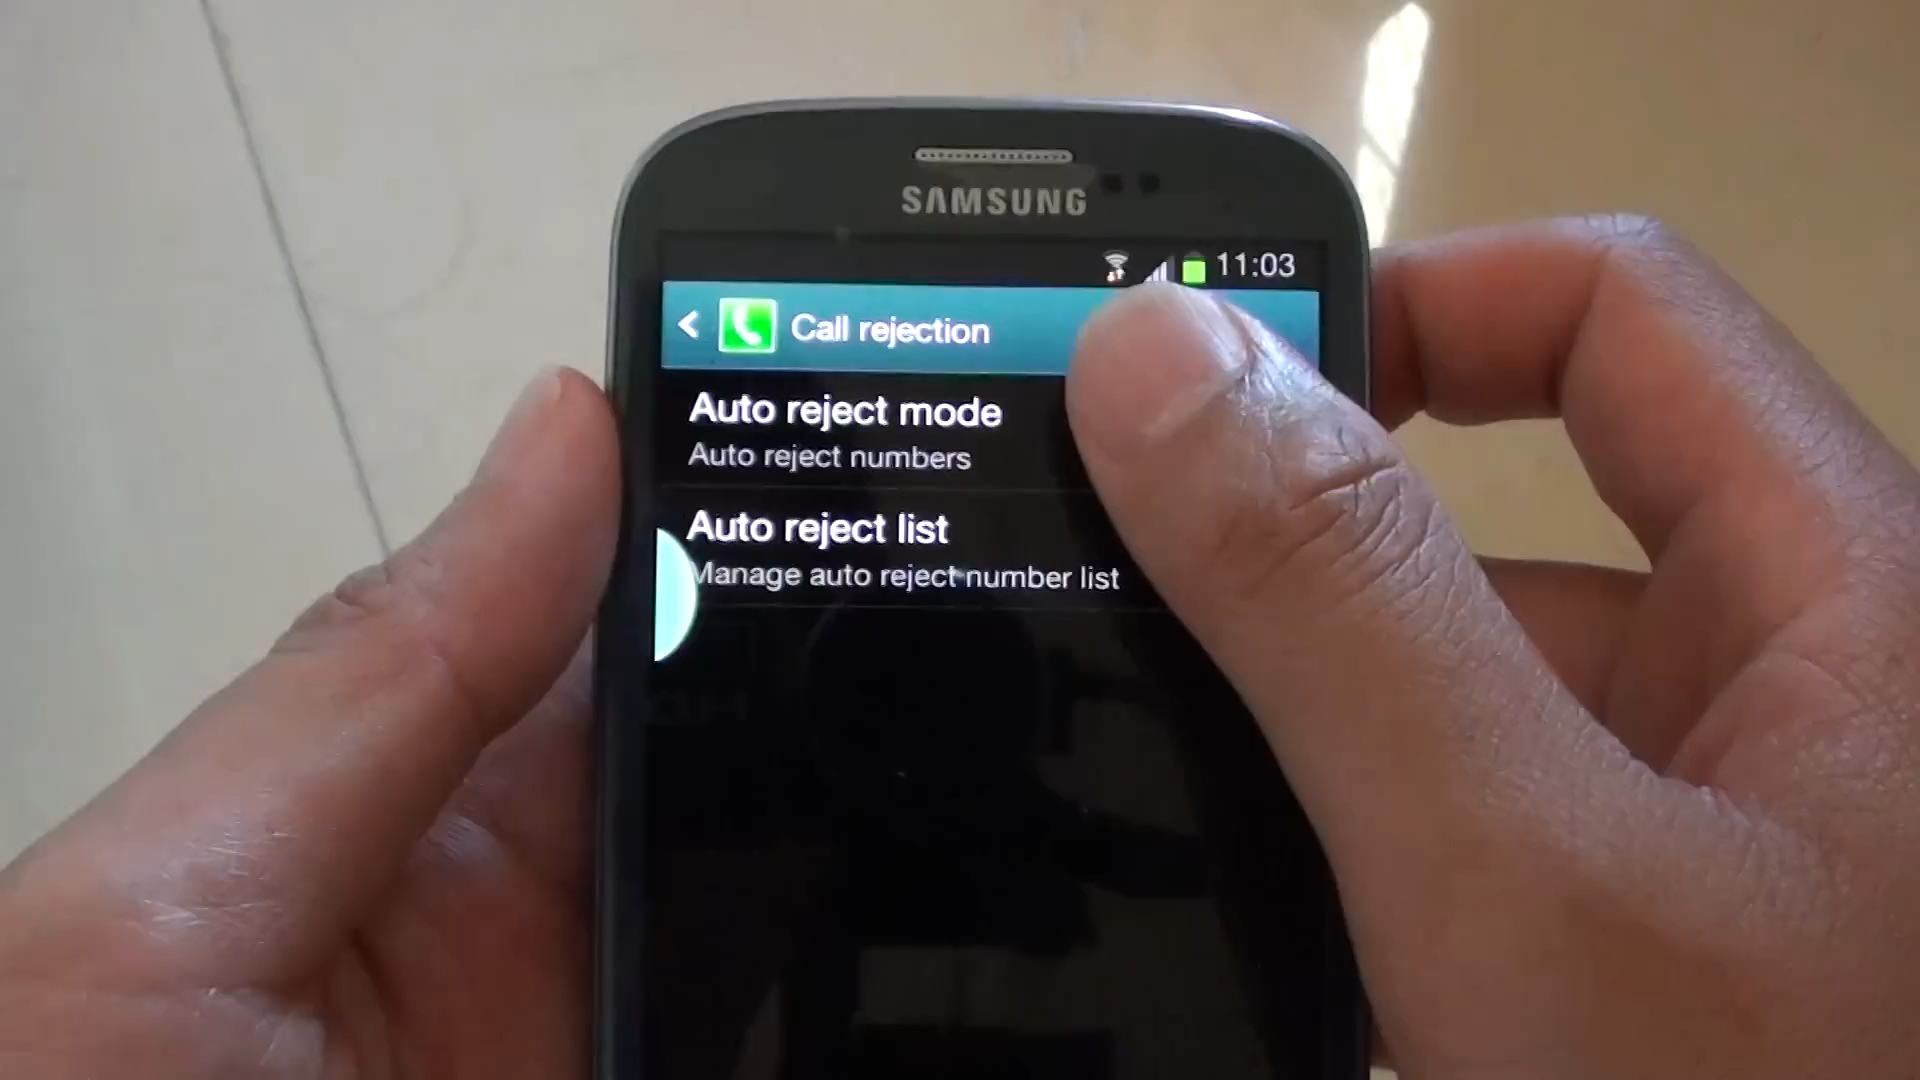 SAMSUNG
11:03
Call rejection
Auto reject mode
Auto reject numbers
Auto reject list
Manage auto reject number list